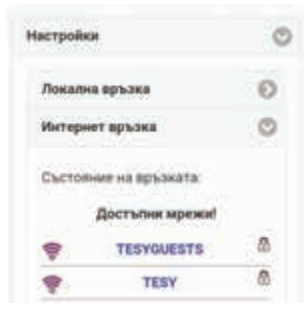 Настройки
Локална връзка
Интернет връзка
Състояние на връзката:
Достъпни мрежи!
TESYGUESTS
TESY